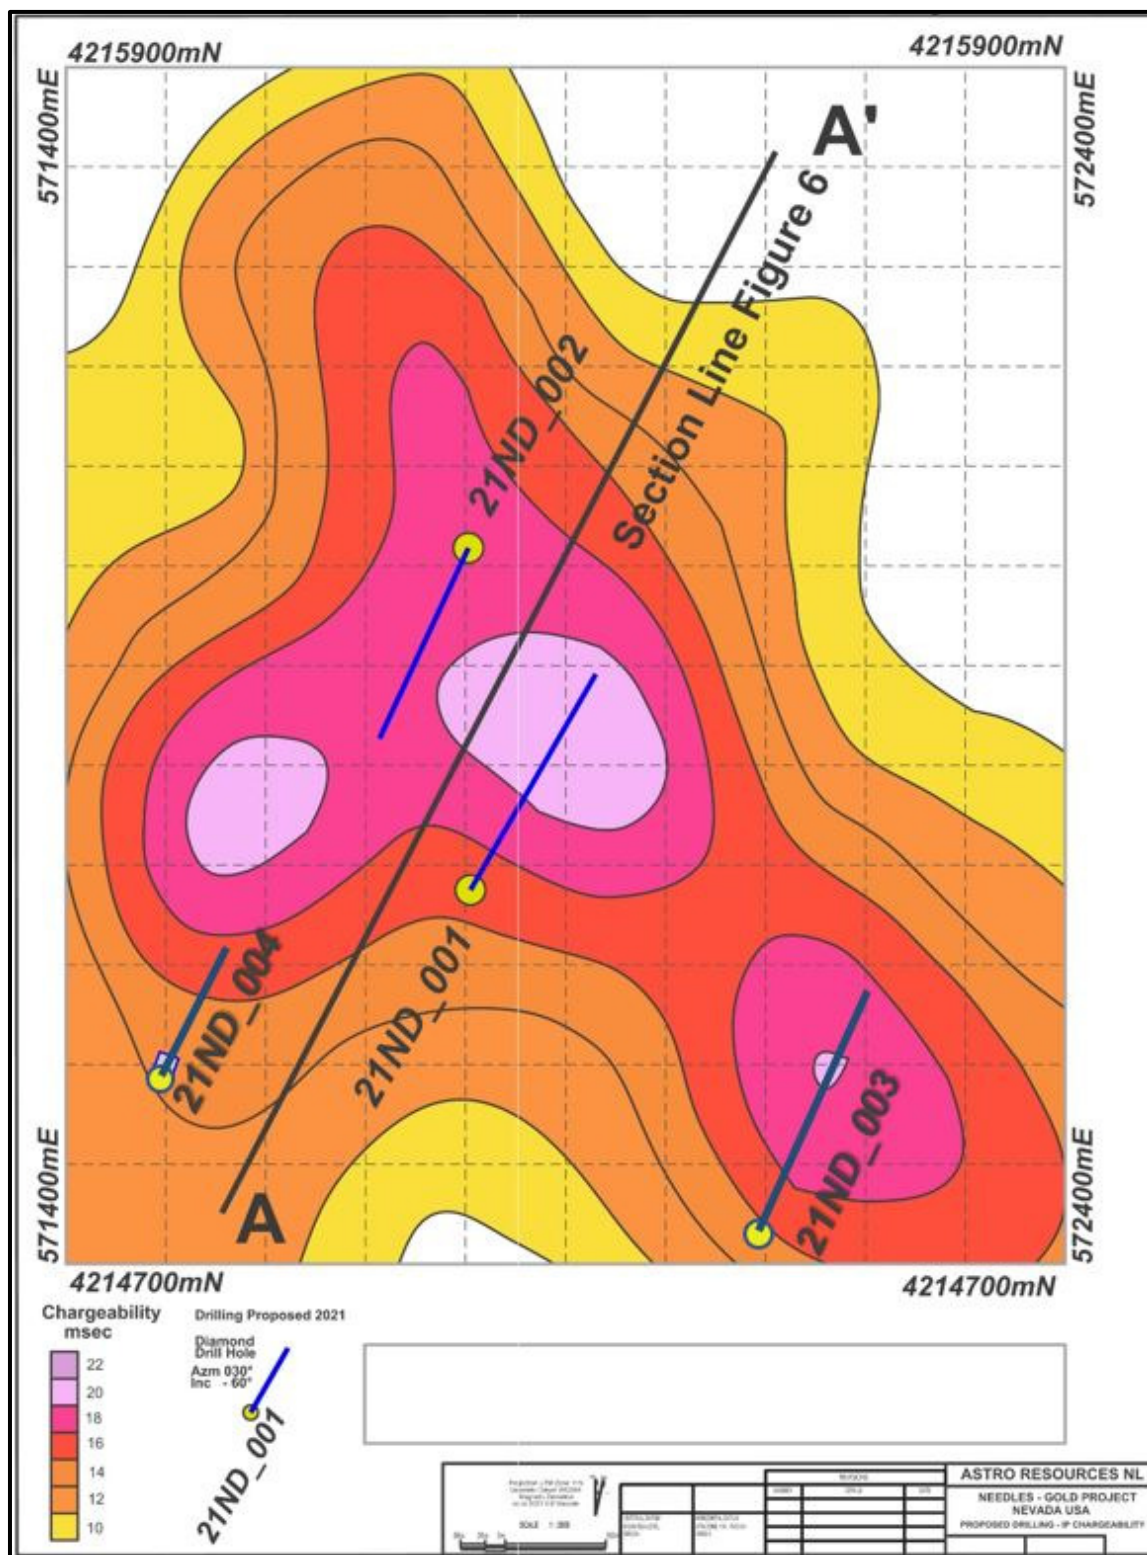 4215900mN
4215900mN
571400mE
572400mE
A'
Section Line Figure 6
21ND_002
21ND_001
21ND_004
21ND_003
A
571400mE
572400mE
4214700mN
4214700mN
Chargeability
msec
22
20
18
16
14
12
10
Drilling Proposed 2021
Diamond
Drill Hole
Azm 030°
Inc - 60°
21ND_001
SCALE
ASTRO RESOURCES NL
NEEDLES - GOLD PROJECT
NEVADA USA
PROPOSED DRILLING - IP CHARGEABILITY